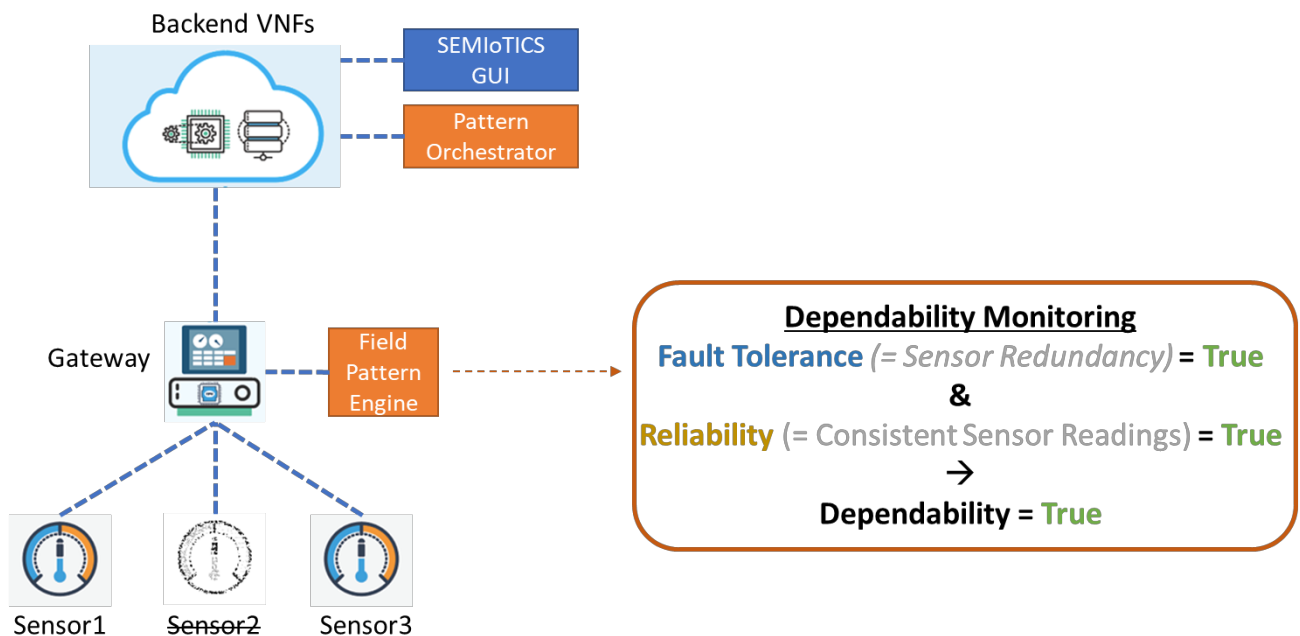 Backend VNFs
SEMIoTICS
GUI
Pattern
Orchestrator
Gateway
Field
Pattern
Engine
Dependability Monitoring
Fault Tolerance (= Sensor Redundancy) = True
&
Reliability (= Consistent Sensor Readings) = True
→
Dependability = True
Sensor1
Sensor2
Sensor3